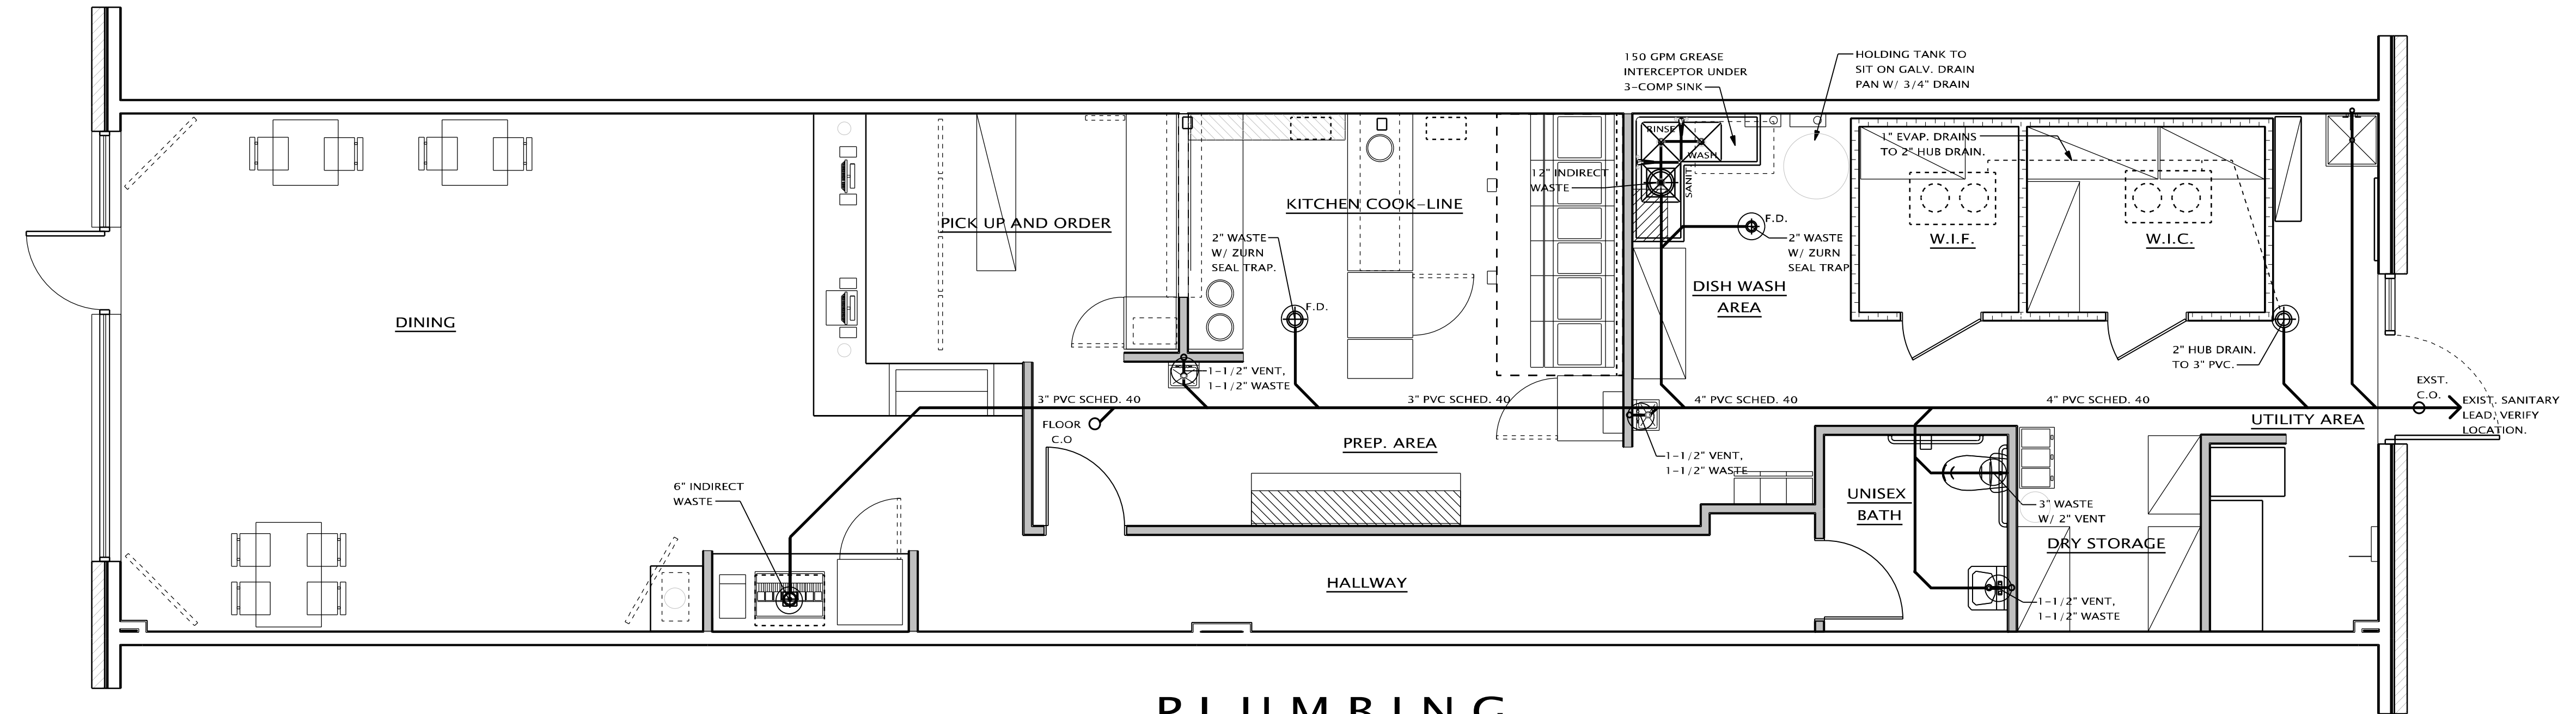 150 GPM GREASE
INTERCEPTOR UNDER
3-COMP SINK
HOLDING TANK TO
SIT ON GALV. DRAIN
PAN W/ 3/4" DRAIN
RINSE
WASH
SANIT
1" EVAP. DRAINS
TO 2" HUB DRAIN.
12" INDIRECT
WASTE
KITCHEN COOK-LINE
PICK UP AND ORDER
F.D.
2" WASTE
W/ ZURN
SEAL TRAP.
2" WASTE
W/ ZURN
SEAL TRAP
W.I.F.
W.I.C.
DISH WASH
AREA
F.D.
DINING
2" HUB DRAIN.
TO 3" PVC.
1-1/2" VENT,
1-1/2" WASTE
EXST.
C.O.
3" PVC SCHED. 40
3" PVC SCHED. 40
4" PVC SCHED. 40
4" PVC SCHED. 40
EXIST. SANITARY
LEAD. VERIFY
LOCATION.
UTILITY AREA
FLOOR
C.O
PREP. AREA
1-1/2" VENT,
1-1/2" WASTE
6" INDIRECT
WASTE
UNISEX
BATH
3" WASTE
W/ 2" VENT
DRY STORAGE
HALLWAY
1-1/2" VENT,
1-1/2" WASTE
PLUMBING